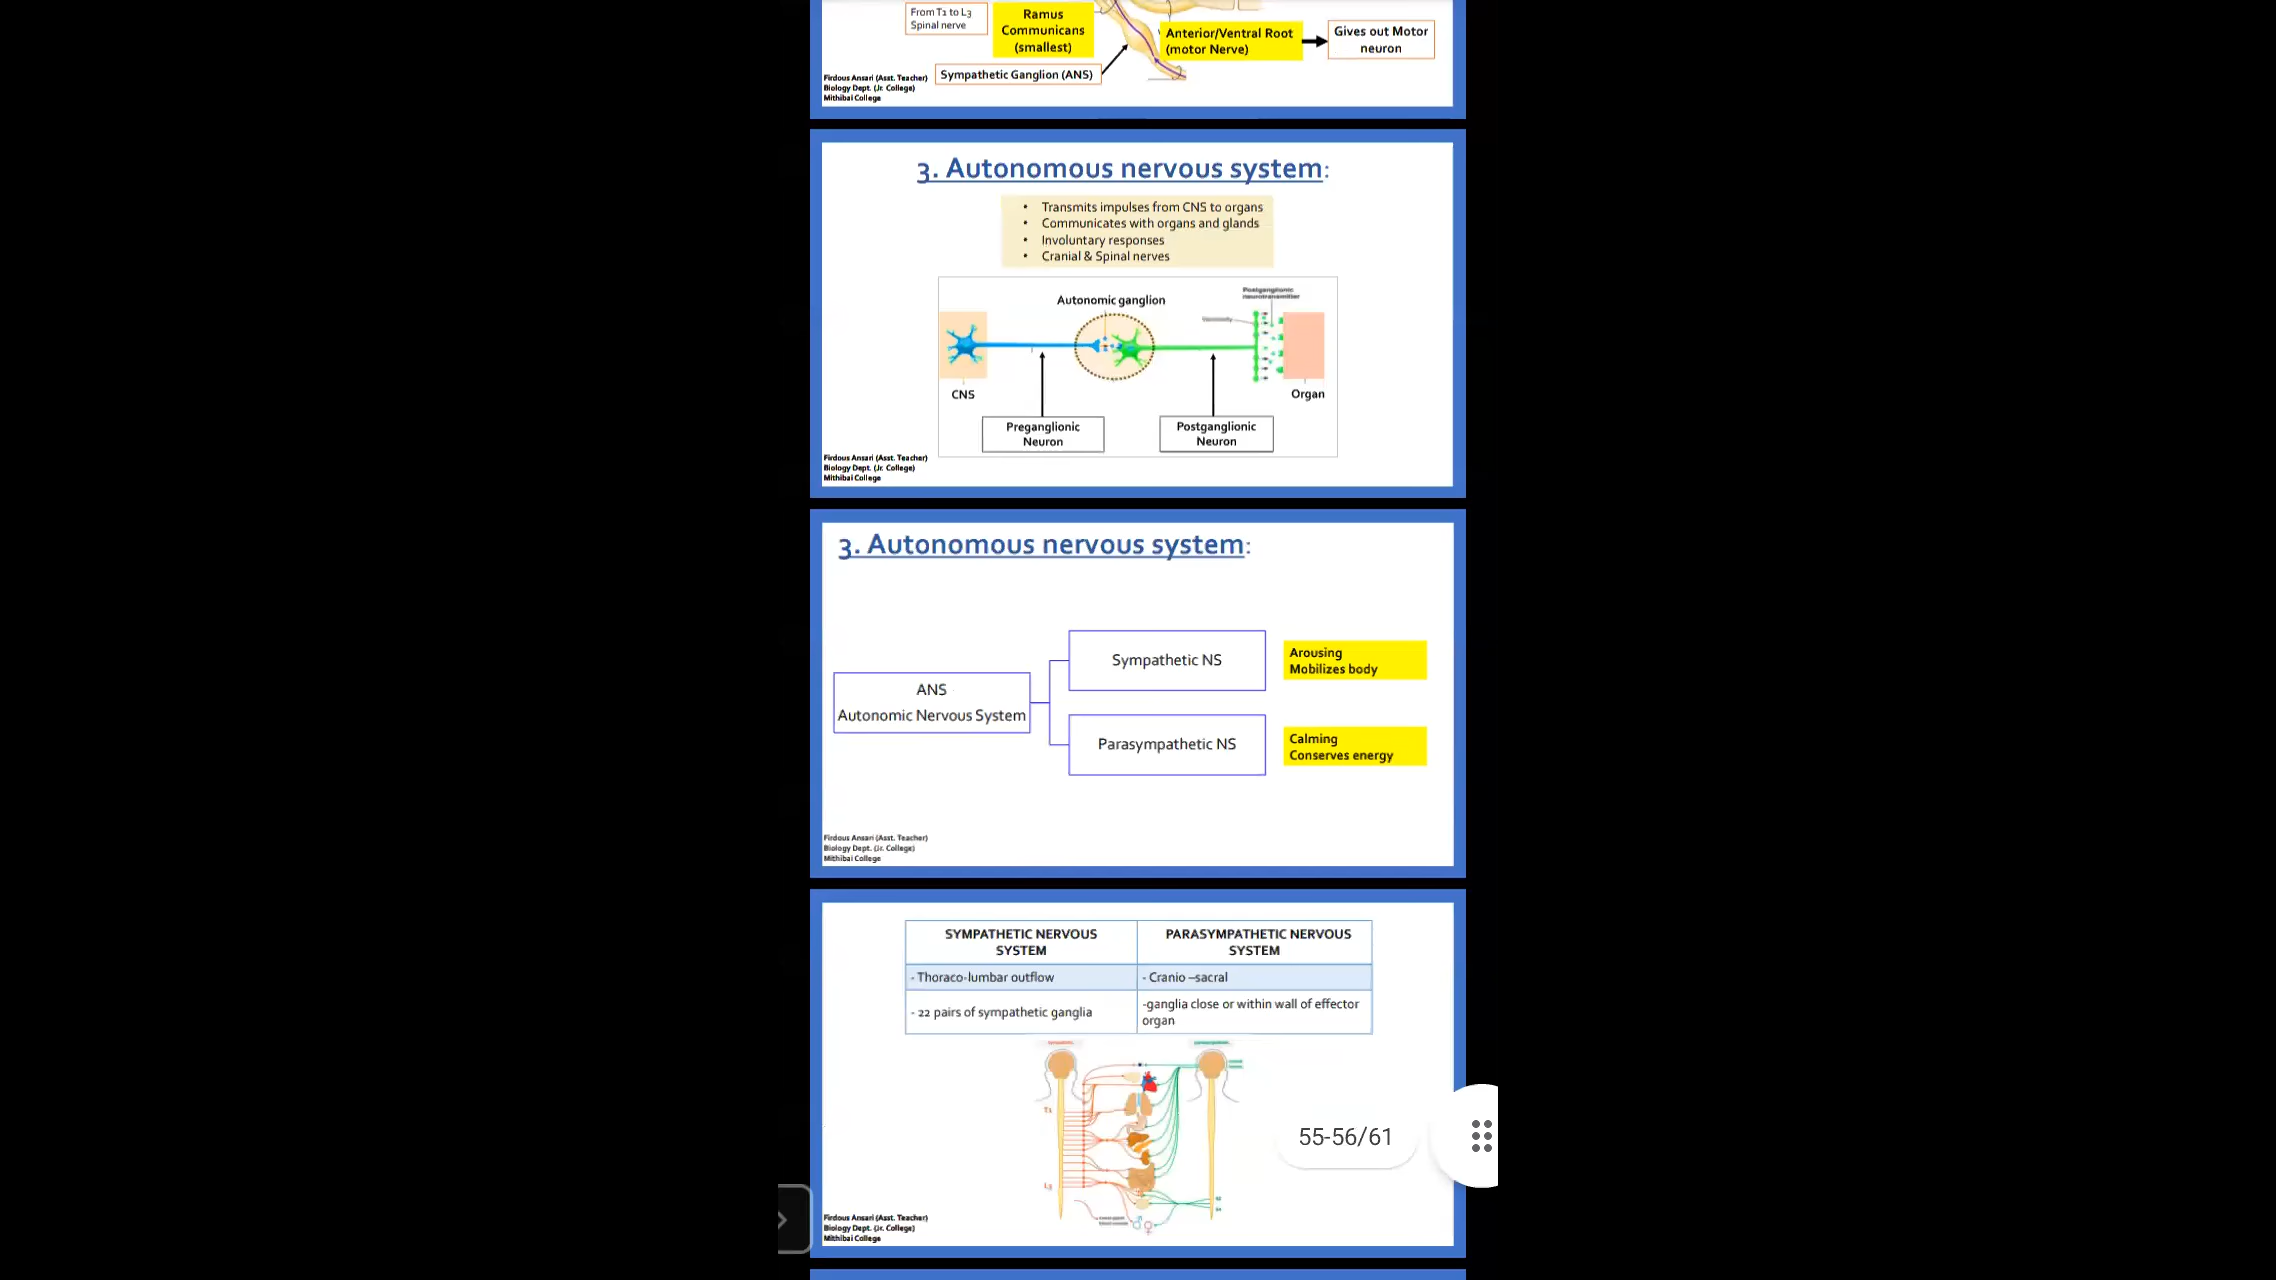 From T1 to L3
Spinal nerve
Ramus
Communicans
(smallest)
Anterior/Ventral Root
(motor Nerve)
Gives out Motor
neuron
Sympathetic Ganglion (ANS)
Firdous Ansari (Asst. Teacher)
Biology Dept. (Jr. College)
Mithibai College
3. Autonomous nervous system:
• Transmits impulses from CNS to organs
• Communicates with organs and glands
• Involuntary responses
• Cranial & Spinal nerves
Postganglionic
neurotransmitter
Autonomic ganglion
Varicosity
CNS
Organ
Preganglionic
Neuron
Postganglionic
Neuron
Firdous Ansari (Asst. Teacher)
Biology Dept. (Jr. College)
Mithibai College
3. Autonomous nervous system:
ANS
Autonomic Nervous System
Sympathetic NS
Arousing
Mobilizes body
Parasympathetic NS
Calming
Conserves energy
Firdous Ansari (Asst. Teacher)
Biology Dept. (Jr. College)
Mithibai College
SYMPATHETIC NERVOUS
SYSTEM
PARASYMPATHETIC NERVOUS
SYSTEM
- Thoraco-lumbar outflow
- Cranio –sacral
- 22 pairs of sympathetic ganglia
-ganglia close or within wall of effector
organ
T1
L3
55-56/61
Firdous Ansari (Asst. Teacher)
Biology Dept. (Jr. College)
Mithibai College